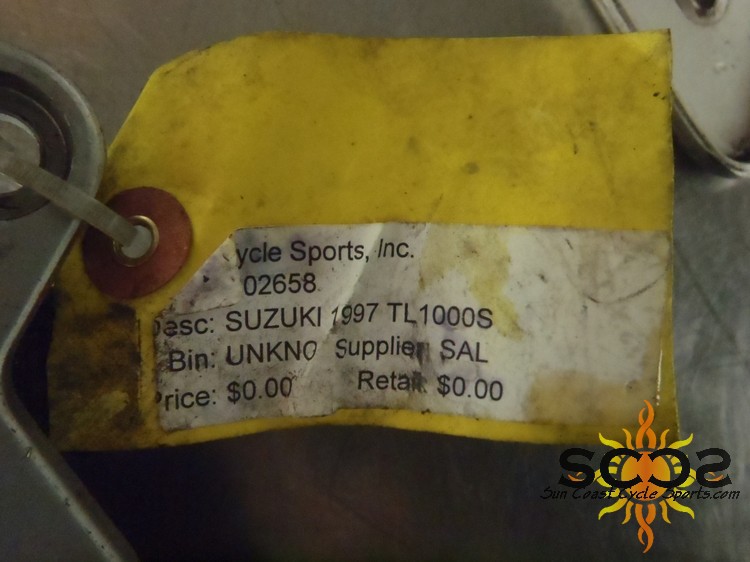 ycle Sports, Inc.
02658
Desc: SUZUKI 1997 TL1000S
Bin: UNKNO Supplier: SAL
Price: $0.00 Retail: $0.00
SCCS
Sun Coast Cycle Sports.com